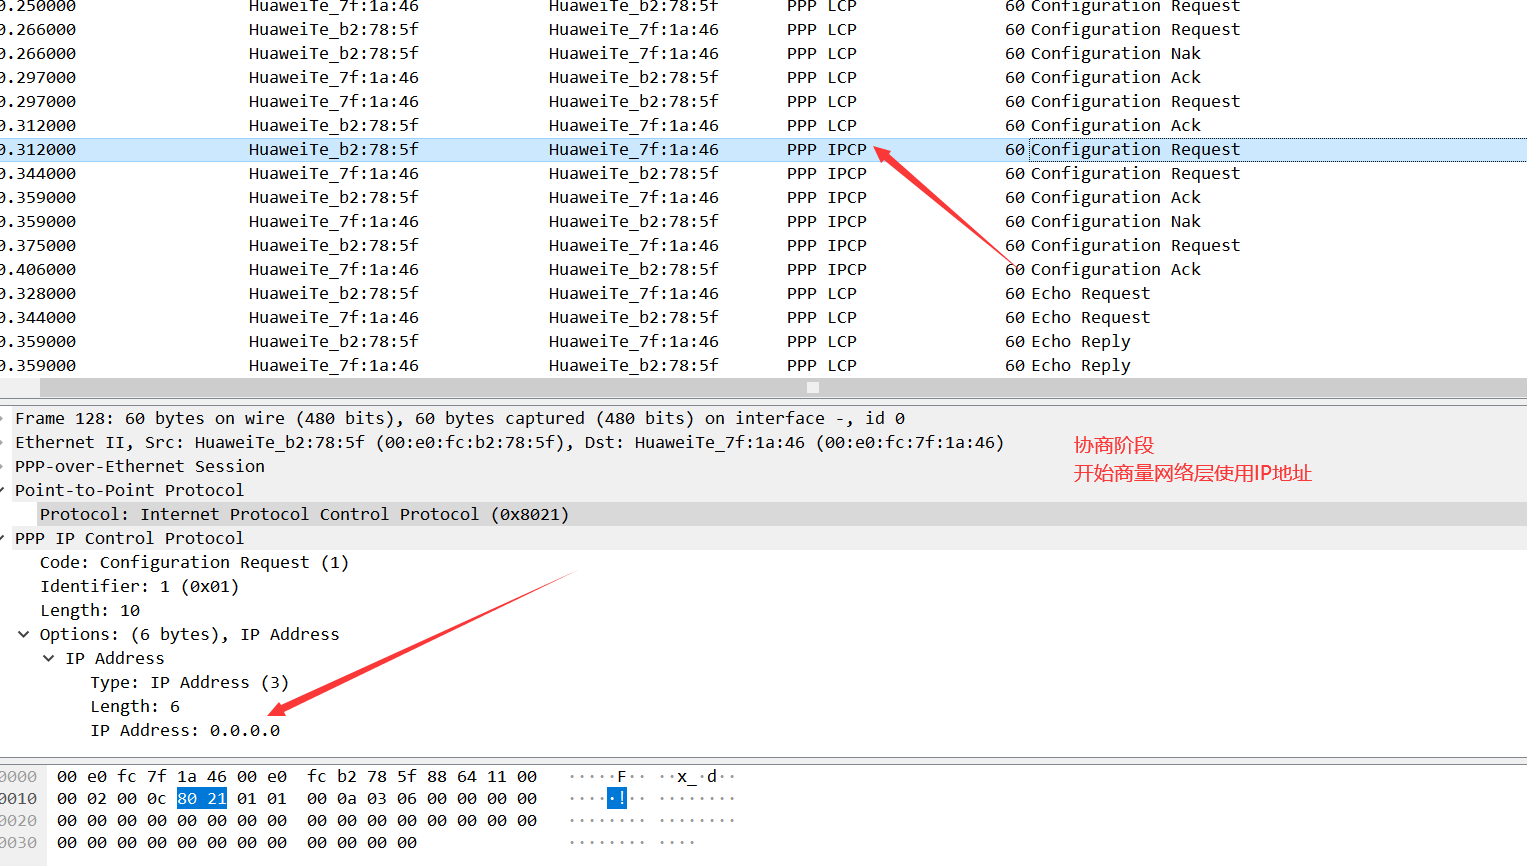 0.250000 HuaweiTe_7f:1a:46 HuaweiTe_b2:78:5f PPP LCP 60 Configuration Request
0.266000 HuaweiTe_b2:78:5f HuaweiTe_7f:1a:46 PPP LCP 60 Configuration Request
0.266000 HuaweiTe_b2:78:5f HuaweiTe_7f:1a:46 PPP LCP 60 Configuration Nak
0.297000 HuaweiTe_7f:1a:46 HuaweiTe_b2:78:5f PPP LCP 60 Configuration Ack
0.297000 HuaweiTe_7f:1a:46 HuaweiTe_b2:78:5f PPP LCP 60 Configuration Request
0.312000 HuaweiTe_b2:78:5f HuaweiTe_7f:1a:46 PPP LCP 60 Configuration Ack
0.312000 HuaweiTe_b2:78:5f HuaweiTe_7f:1a:46 PPP IPCP 60 Configuration Request
0.344000 HuaweiTe_7f:1a:46 HuaweiTe_b2:78:5f PPP IPCP 60 Configuration Request
0.359000 HuaweiTe_b2:78:5f HuaweiTe_7f:1a:46 PPP IPCP 60 Configuration Ack
0.359000 HuaweiTe_7f:1a:46 HuaweiTe_b2:78:5f PPP IPCP 60 Configuration Nak
0.375000 HuaweiTe_b2:78:5f HuaweiTe_7f:1a:46 PPP IPCP 60 Configuration Request
0.406000 HuaweiTe_7f:1a:46 HuaweiTe_b2:78:5f PPP IPCP 60 Configuration Ack
0.328000 HuaweiTe_b2:78:5f HuaweiTe_7f:1a:46 PPP LCP 60 Echo Request
0.344000 HuaweiTe_7f:1a:46 HuaweiTe_b2:78:5f PPP LCP 60 Echo Request
0.359000 HuaweiTe_b2:78:5f HuaweiTe_7f:1a:46 PPP LCP 60 Echo Reply
0.359000 HuaweiTe_7f:1a:46 HuaweiTe_b2:78:5f PPP LCP 60 Echo Reply
Frame 128: 60 bytes on wire (480 bits), 60 bytes captured (480 bits) on interface -, id 0
Ethernet II, Src: HuaweiTe_b2:78:5f (00:e0:fc:b2:78:5f), Dst: HuaweiTe_7f:1a:46 (00:e0:fc:7f:1a:46)
协商阶段
PPP-over-Ethernet Session
开始商量网络层使用IP地址
Point-to-Point Protocol
Protocol: Internet Protocol Control Protocol (0x8021)
PPP IP Control Protocol
Code: Configuration Request (1)
Identifier: 1 (0x01)
Length: 10
Options: (6 bytes), IP Address
IP Address
Type: IP Address (3)
Length: 6
IP Address: 0.0.0.0
0000 00 e0 fc 7f 1a 46 00 e0 fc b2 78 5f 88 64 11 00 ·····F·· ··x_·d··
0010 00 02 00 0c 80 21 01 01 00 0a 03 06 00 00 00 00 ·····!·· ········
0020 00 00 00 00 00 00 00 00 00 00 00 00 00 00 00 00 ········ ········
0030 00 00 00 00 00 00 00 00 00 00 00 00 ········ ····